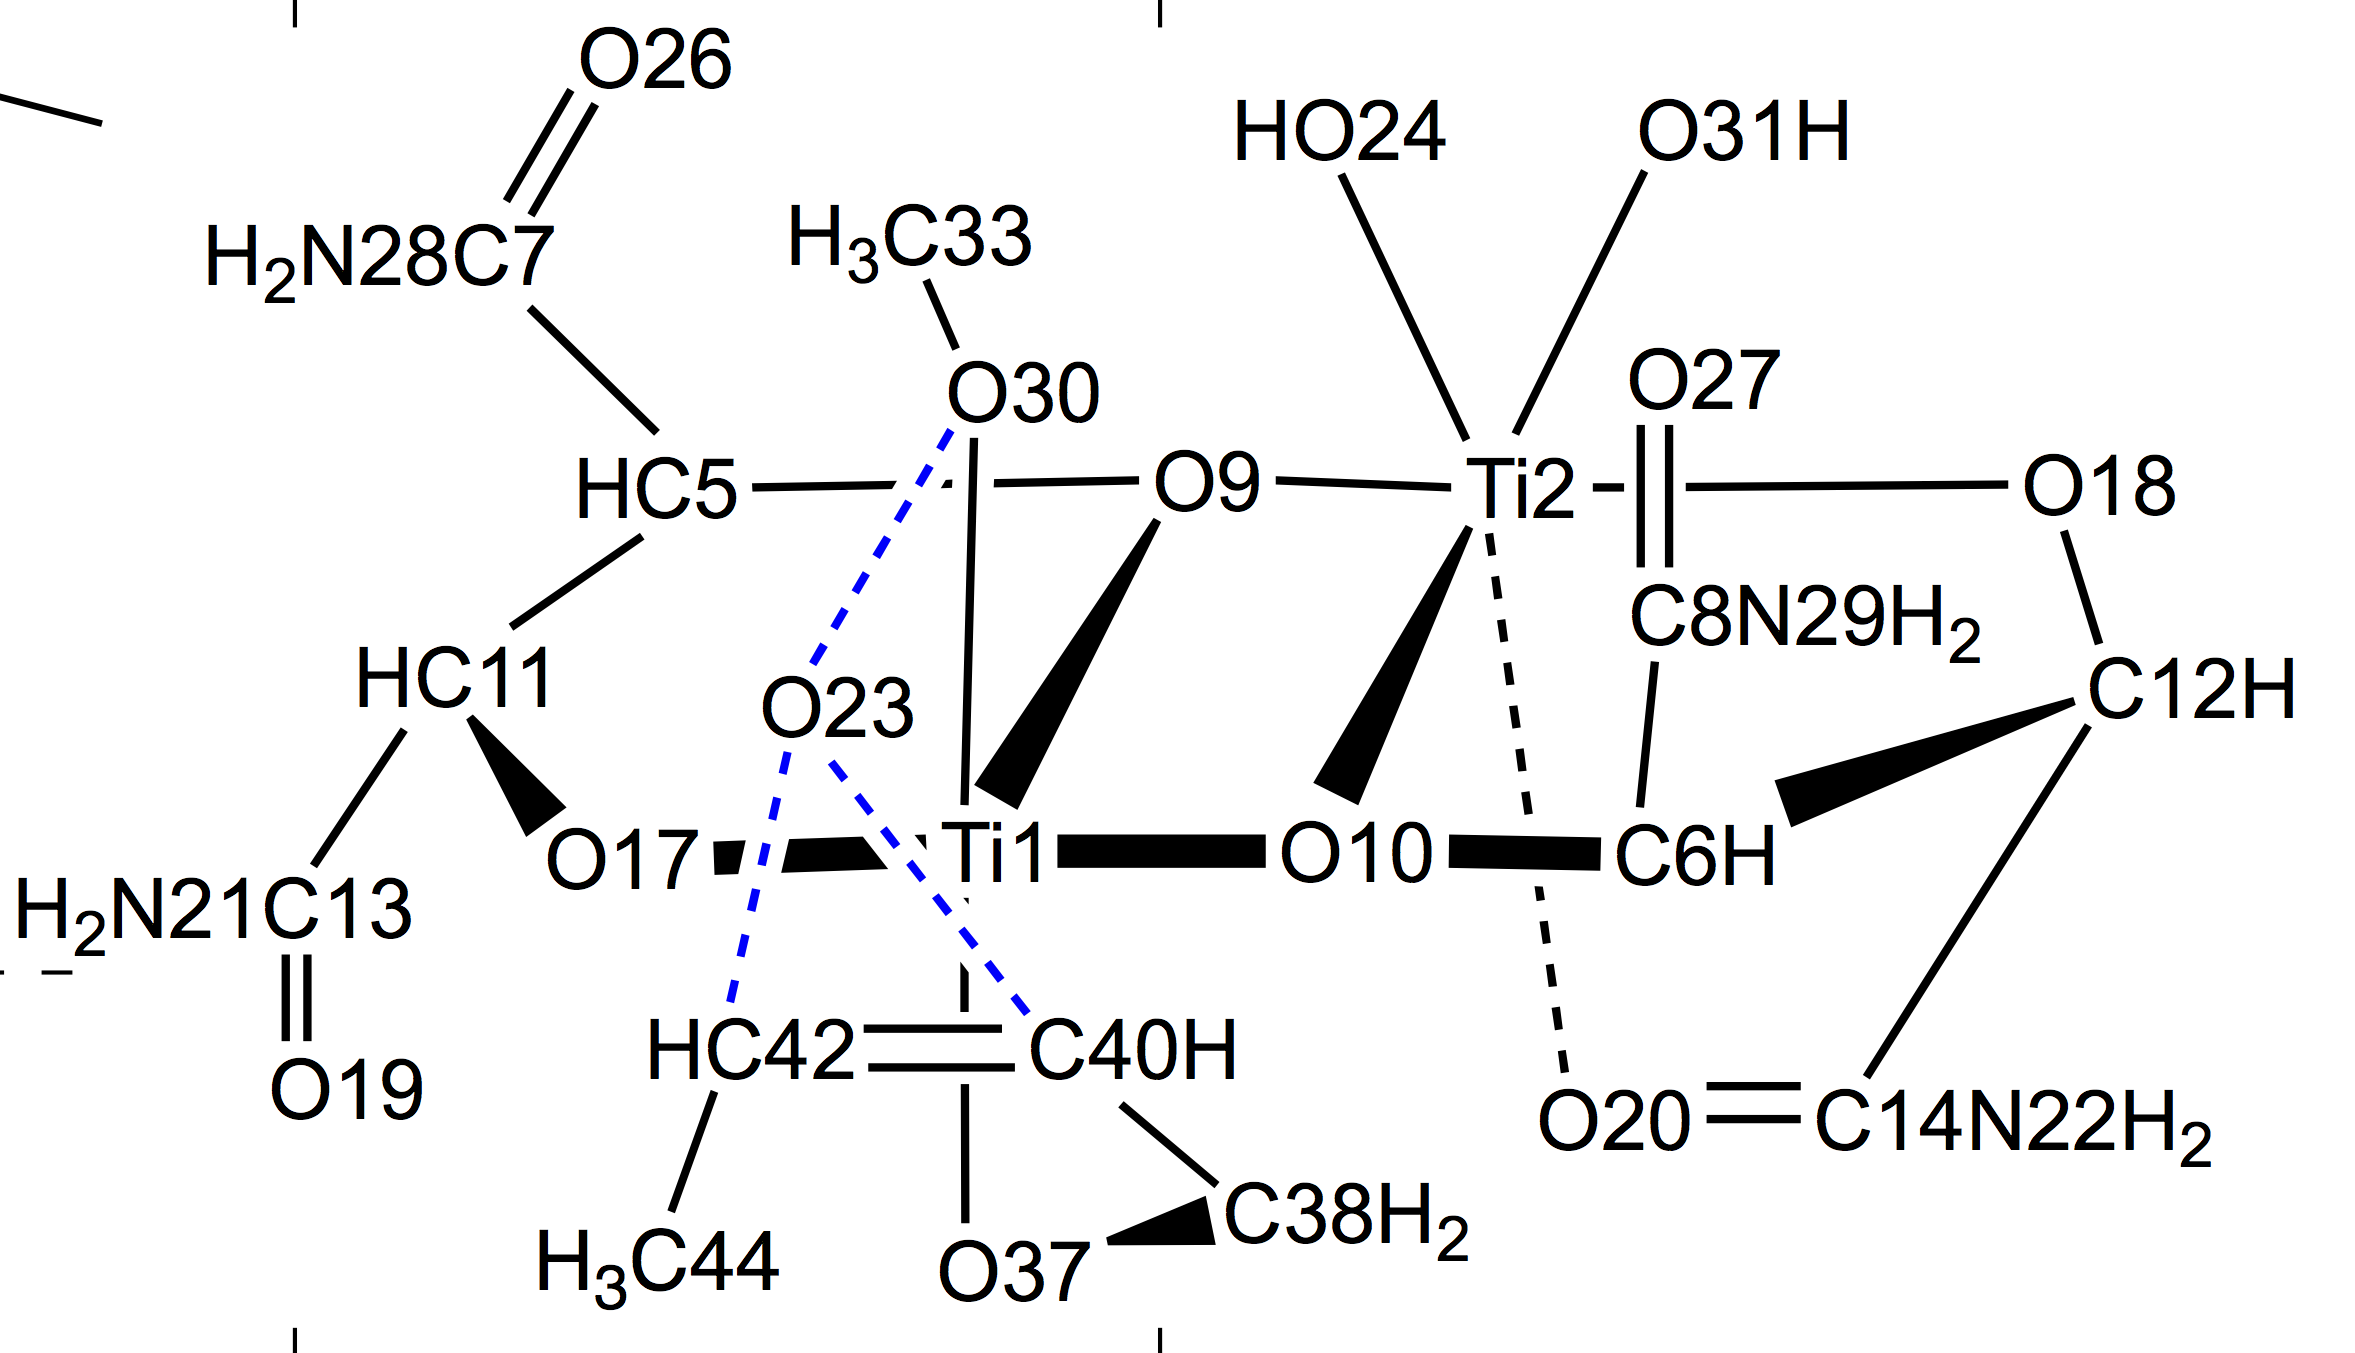 O26
HO24
O31H
H₃C33
H₂N28C7
O27
O30
HC5
O9
Ti2
O18
C8N29H₂
HC11
O23
C12H
O17
Ti1
O10
C6H
H₂N21C13
HC42
C40H
O19
O20
C14N22H₂
C38H₂
H₃C44
O37